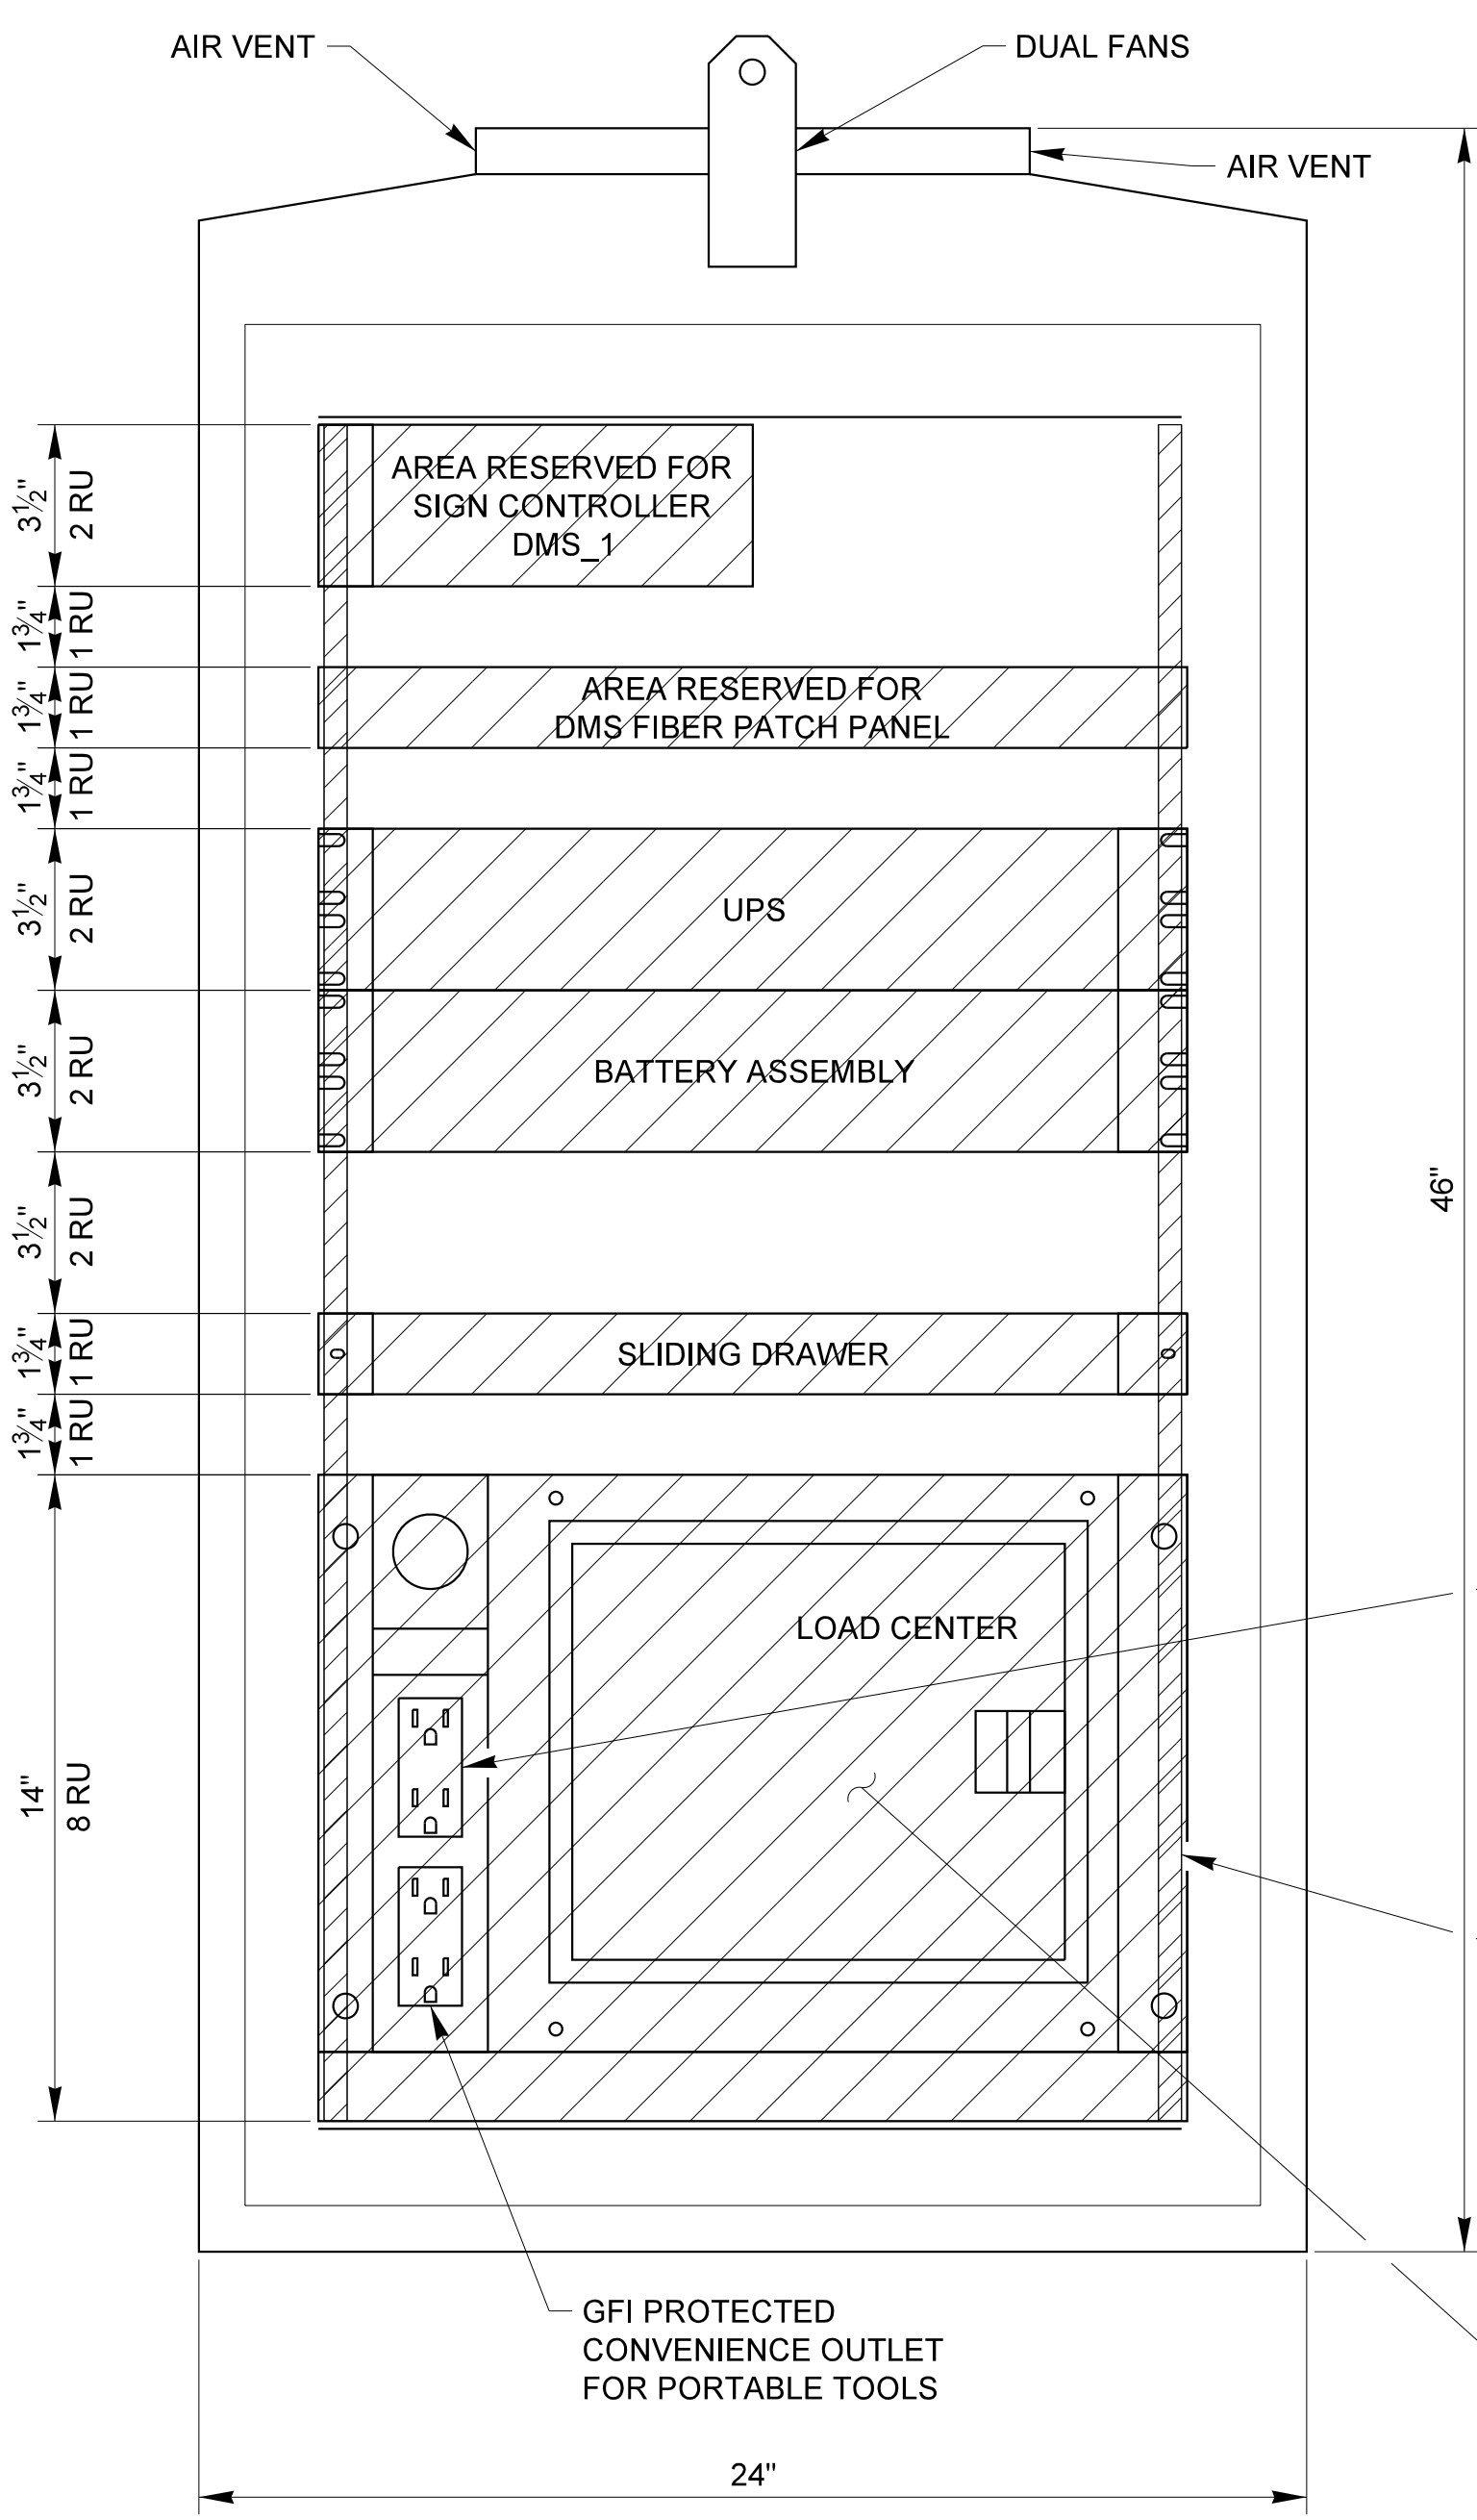 AIR VENT
DUAL FANS
AIR VENT
3½"
2 RU
AREA RESERVED FOR
SIGN CONTROLLER
DMS_1
1¾"
1 RU
1¾"
1 RU
AREA RESERVED FOR
DMS FIBER PATCH PANEL
1¾"
1 RU
3½"
2 RU
UPS
3½"
2 RU
BATTERY ASSEMBLY
46"
3½"
2 RU
1¾"
1 RU
SLIDING DRAWER
1¾"
1 RU
LOAD CENTER
14"
8 RU
GFI PROTECTED
CONVENIENCE OUTLET
FOR PORTABLE TOOLS
24"